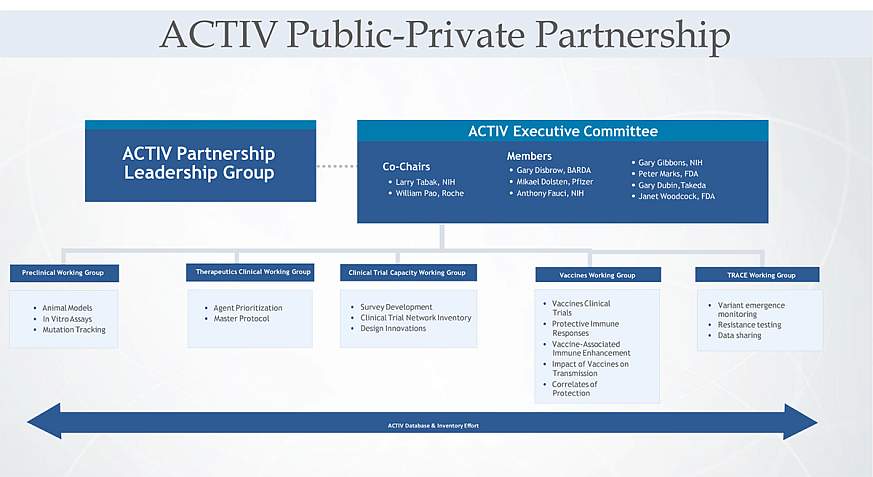 ACTIV Public-Private Partnership
ACTIV Partnership
Leadership Group
ACTIV Executive Committee
Co-Chairs
• Larry Tabak, NIH
• William Pao, Roche
Members
• Gary Disbrow, BARDA
• Mikael Dolsten, Pfizer
• Anthony Fauci, NIH
• Gary Gibbons, NIH
• Peter Marks, FDA
• Gary Dubin,Takeda
• Janet Woodcock, FDA
Preclinical Working Group
• Animal Models
• In Vitro Assays
• Mutation Tracking
Therapeutics Clinical Working Group
• Agent Prioritization
• Master Protocol
Clinical Trial Capacity Working Group
• Survey Development
• Clinical Trial Network Inventory
• Design Innovations
Vaccines Working Group
• Vaccines Clinical
Trials
• Protective Immune
Responses
• Vaccine-Associated
Immune Enhancement
• Impact of Vaccines on
Transmission
• Correlates of
Protection
TRACE Working Group
• Variant emergence
monitoring
• Resistance testing
• Data sharing
ACTIV Database & Inventory Effort